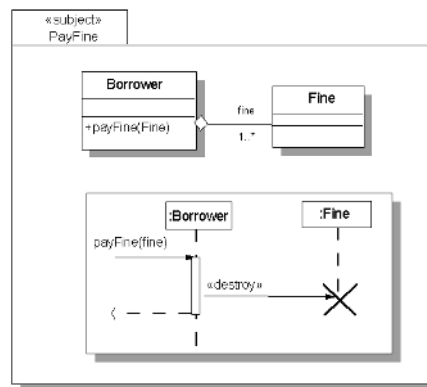 «subject»
PayFine
Borrower
+payFine(Fine)
fine
1..*
Fine
:Borrower
:Fine
payFine(fine)
«destroy»